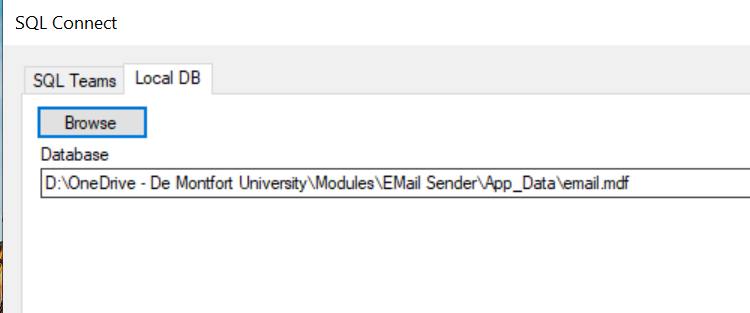 SQL Connect
SQL Teams Local DB
Browse
Database
D:\OneDrive - De Montfort University\Modules\EMail Sender\App_Data\email.mdf